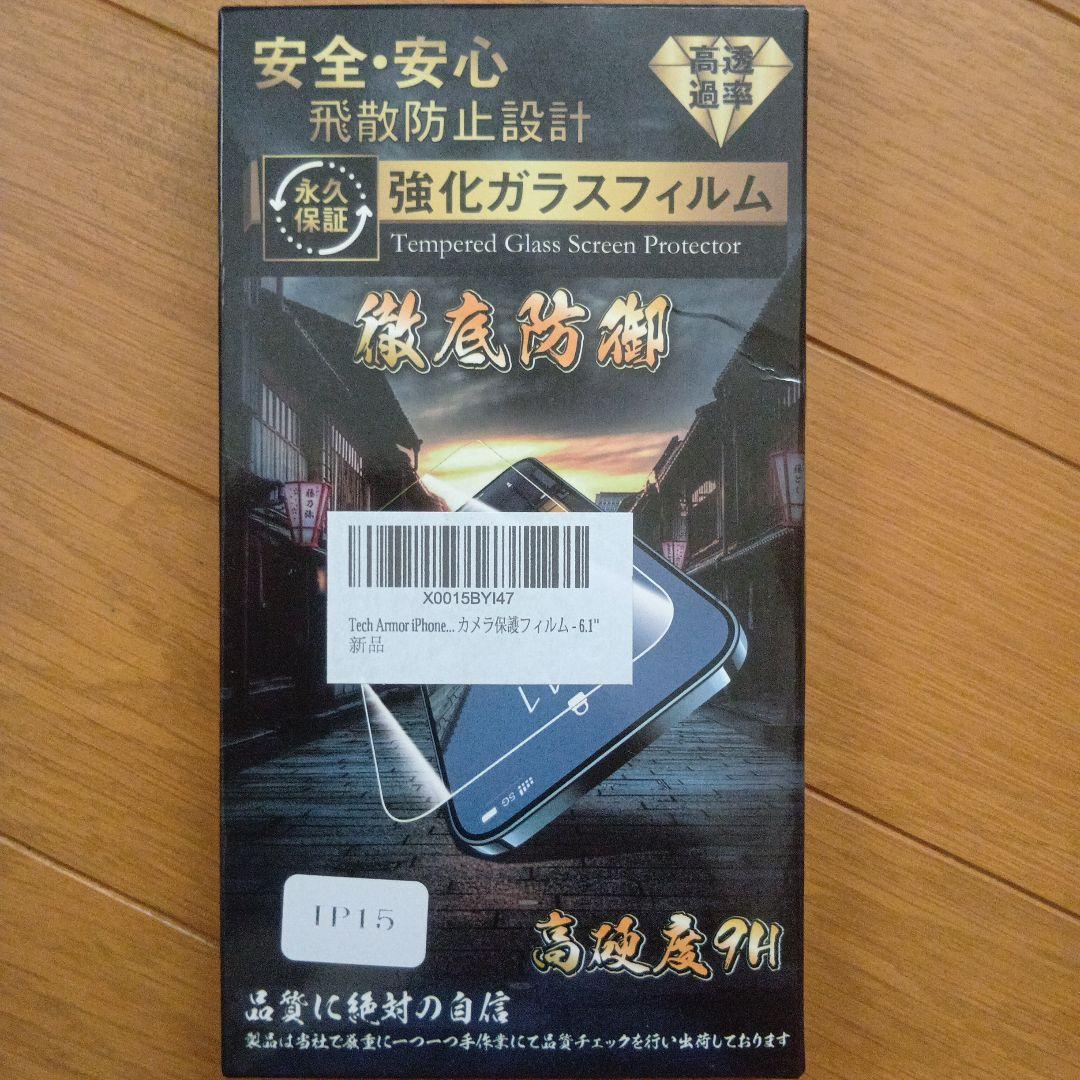 安全・安心
飛散防止設計
高透
過率
永久
保証
強化ガラスフィルム
Tempered Glass Screen Protector
徹底防御
X0015BYI47
Tech Armor iPhone... カメラ保護フィルム - 6.1"
新品
5G
IP15
高硬度9H
品質に絶対の自信
製品は当社で厳重に一つ一つ手作業にて品質チェックを行い出荷しております